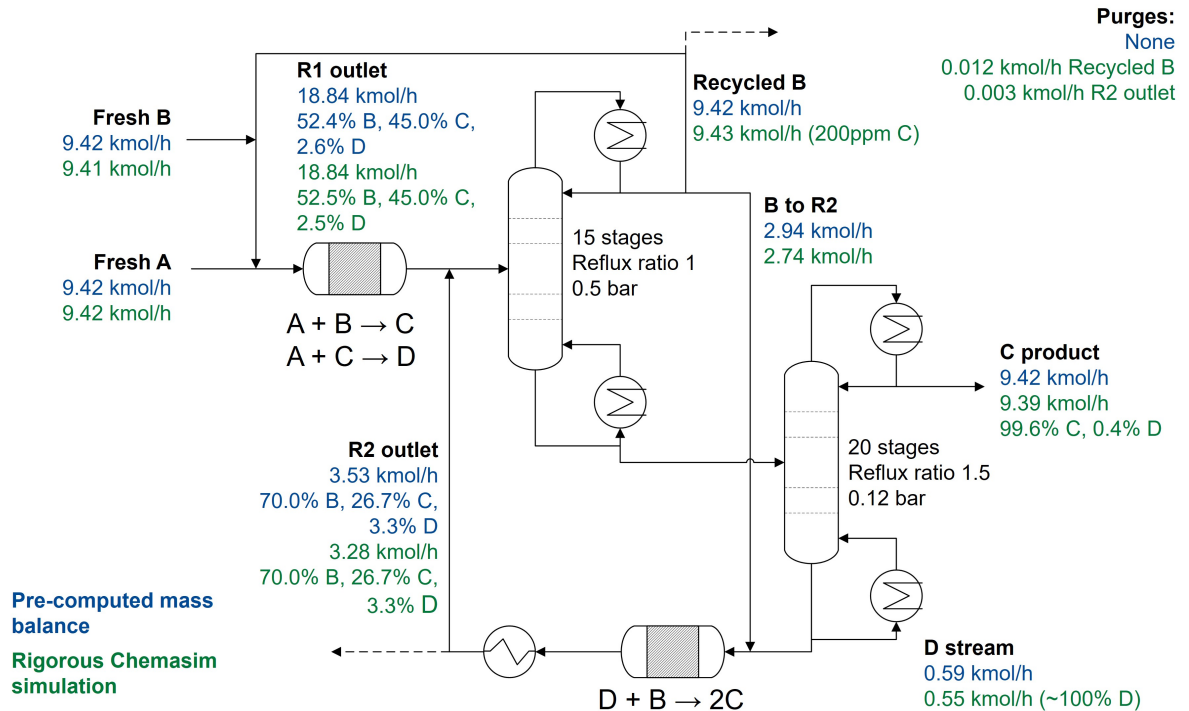 Purges:
None
0.012 kmol/h Recycled B
0.003 kmol/h R2 outlet
R1 outlet
18.84 kmol/h
52.4% B, 45.0% C,
2.6% D
18.84 kmol/h
52.5% B, 45.0% C,
2.5% D
Recycled B
9.42 kmol/h
9.43 kmol/h (200ppm C)
Fresh B
9.42 kmol/h
9.41 kmol/h
B to R2
2.94 kmol/h
2.74 kmol/h
15 stages
Reflux ratio 1
0.5 bar
Fresh A
9.42 kmol/h
9.42 kmol/h
A + B → C
A + C → D
C product
9.42 kmol/h
9.39 kmol/h
99.6% C, 0.4% D
20 stages
Reflux ratio 1.5
0.12 bar
R2 outlet
3.53 kmol/h
70.0% B, 26.7% C,
3.3% D
3.28 kmol/h
70.0% B, 26.7% C,
3.3% D
Pre-computed mass
balance
Rigorous Chemasim
simulation
D + B → 2C
D stream
0.59 kmol/h
0.55 kmol/h (~100% D)